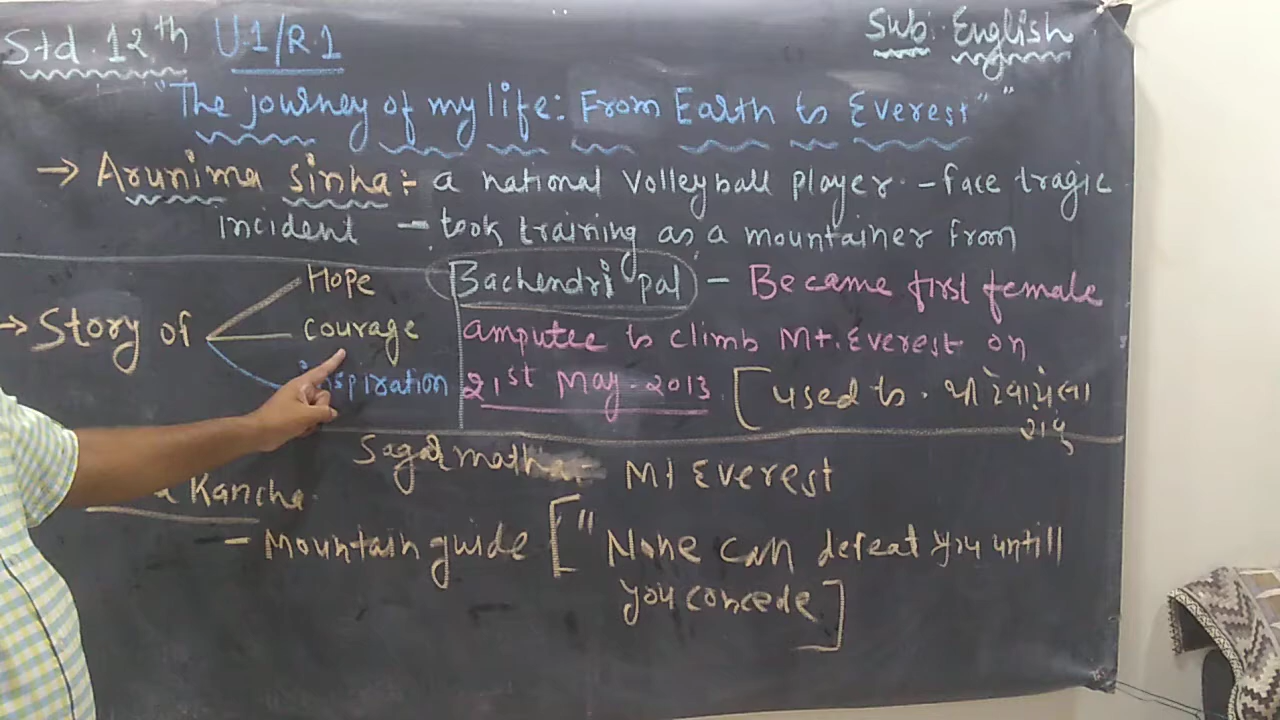 Std. 12th U.1/R.1 Sub: English
"The journey of my life: From Earth to Everest"
→ Arunima Sinha:- a national Volleyball player - face tragic
incident - took training as a mountainer From
Bachendri pal - Became first female
amputee to climb Mt. Everest on
21st May. 2013 [used to.
→ Story of
Hope
courage
inspiration
Sagarmatha - Mt Everest
Kancha
- Mountain guide ["None can defeat you untill
you concede]